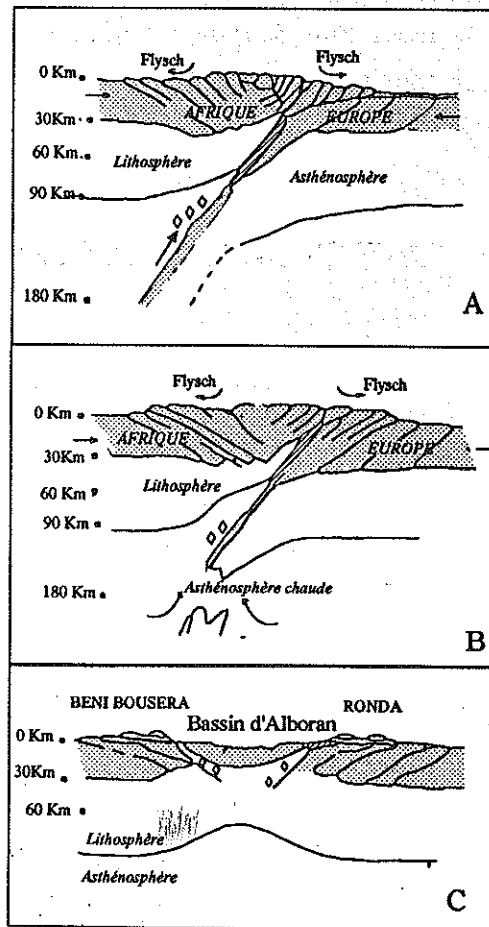 Flysch Flysch
0 Km
AFRIQUE EUROPE
30Km
60 Km
Lithosphère Asthénosphère
90 Km
180 Km
A
Flysch Flysch
0 Km
AFRIQUE EUROPE
30Km
Lithosphère
60 Km
90 Km
180 Km Asthénosphère chaude
B
BENI BOUSERA RONDA
Bassin d'Alboran
0 Km
30Km
60 Km
Lithosphère
Asthénosphère
C